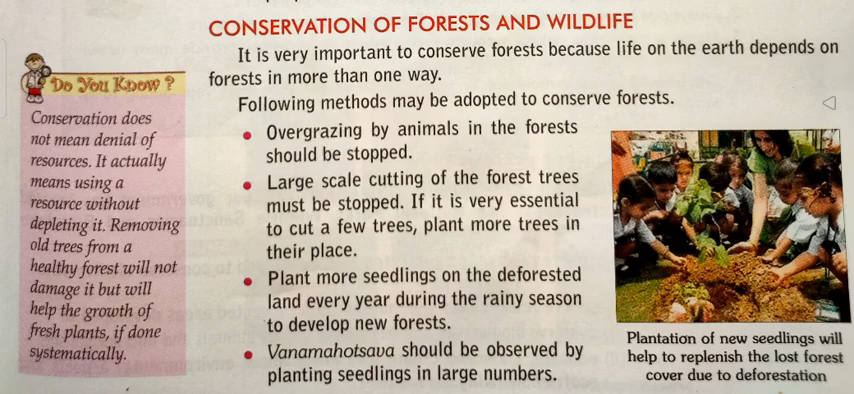 CONSERVATION OF FORESTS AND WILDLIFE
It is very important to conserve forests because life on the earth depends on
forests in more than one way.
Following methods may be adopted to conserve forests.
• Overgrazing by animals in the forests
should be stopped.
• Large scale cutting of the forest trees
must be stopped. If it is very essential
to cut a few trees, plant more trees in
their place.
• Plant more seedlings on the deforested
land every year during the rainy season
to develop new forests.
• Vanamahotsava should be observed by
planting seedlings in large numbers.
Do You Know ?
Conservation does
not mean denial of
resources. It actually
means using a
resource without
depleting it. Removing
old trees from a
healthy forest will not
damage it but will
help the growth of
fresh plants, if done
systematically.
Plantation of new seedlings will
help to replenish the lost forest
cover due to deforestation